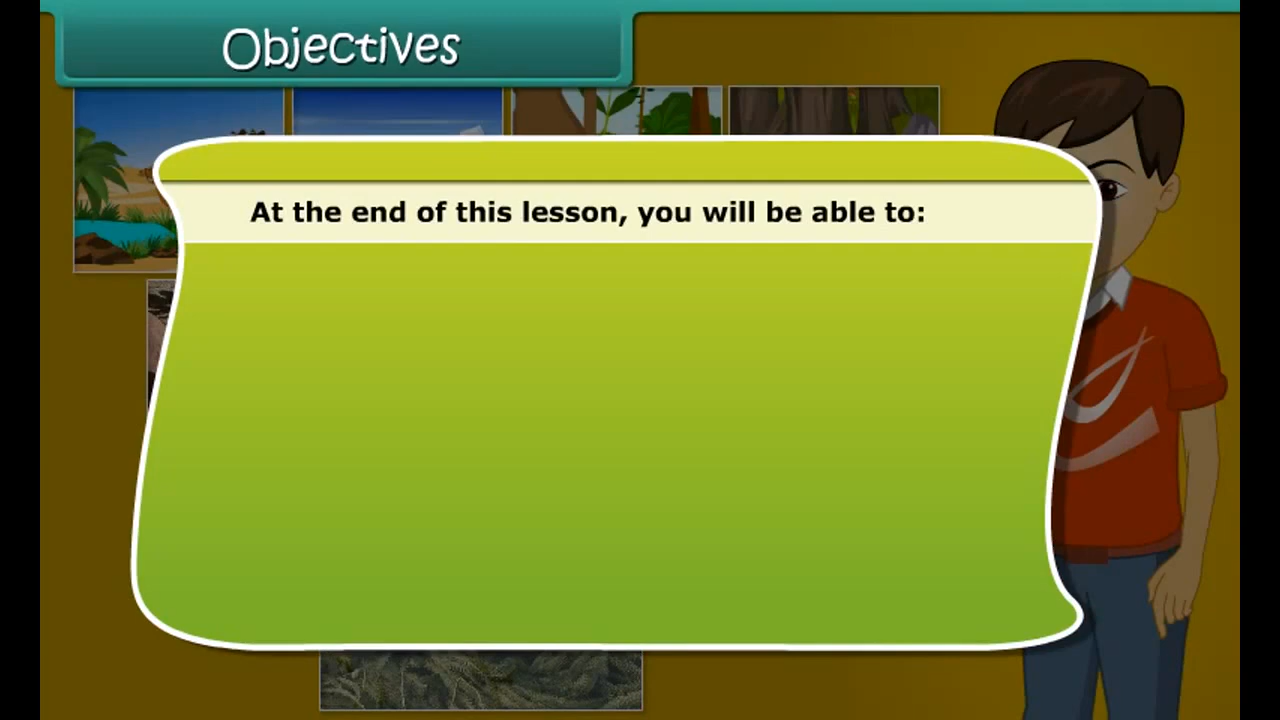 Objectives
At the end of this lesson, you will be able to: